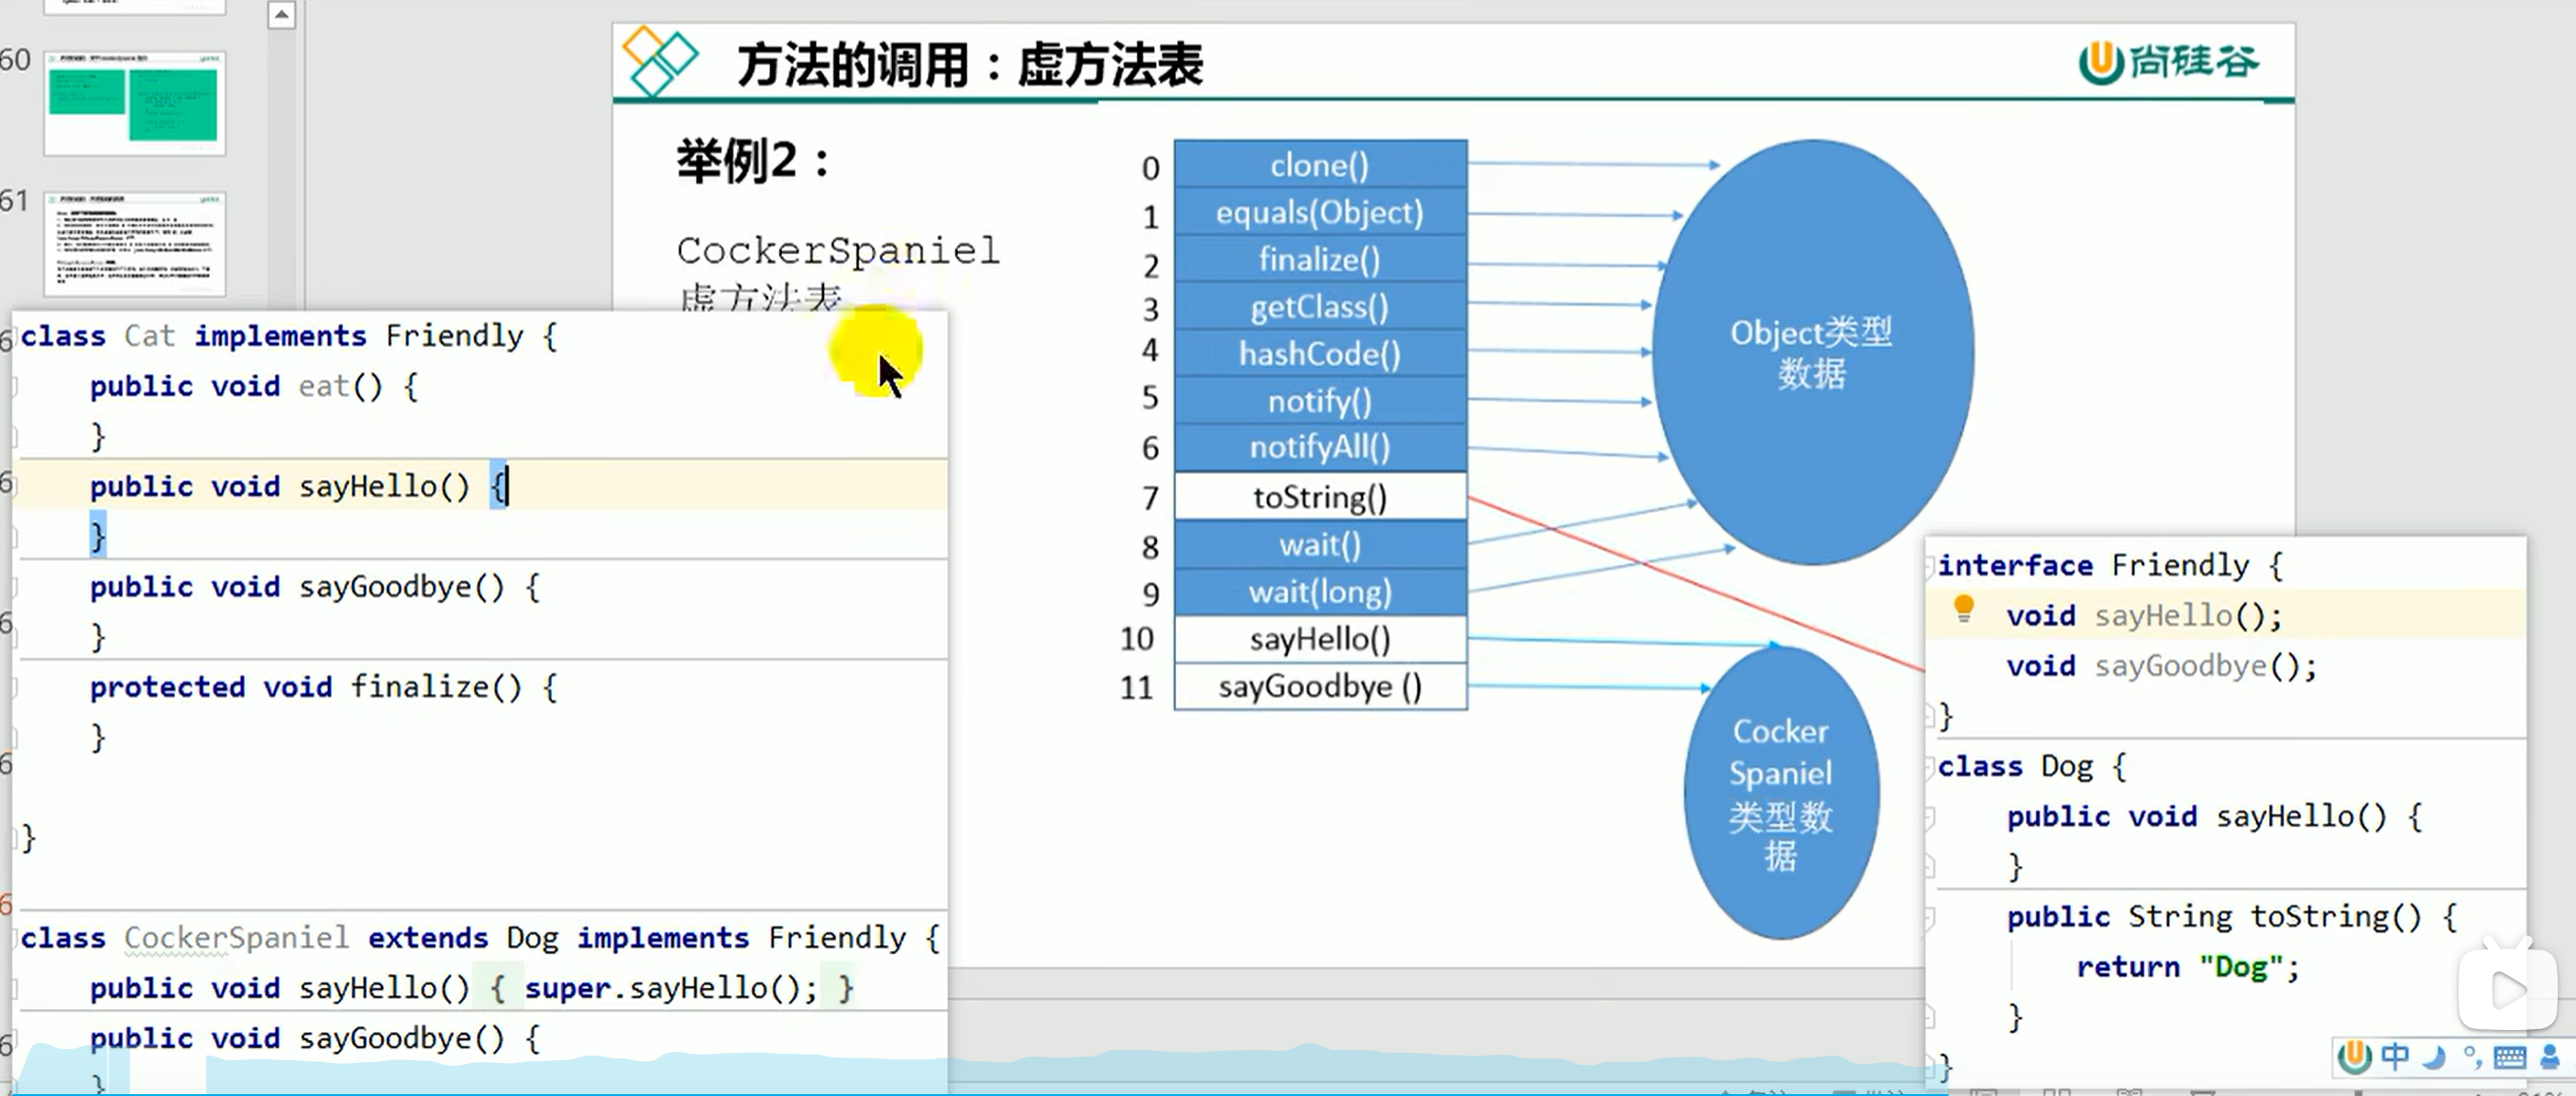 60
61
方法的调用：虚方法表
尚硅谷
举例2：
CockerSpaniel
虚方法表
0 clone()
1 equals(Object)
2 finalize()
3 getClass()
4 hashCode()
5 notify()
6 notifyAll()
7 toString()
8 wait()
9 wait(long)
10 sayHello()
11 sayGoodbye ()
Object类型
数据
Cocker
Spaniel
类型数
据
class Cat implements Friendly {
public void eat() {
}
public void sayHello() {
}
public void sayGoodbye() {
}
protected void finalize() {
}
}
class CockerSpaniel extends Dog implements Friendly {
public void sayHello() { super.sayHello(); }
public void sayGoodbye() {
}
interface Friendly {
void sayHello();
void sayGoodbye();
}
class Dog {
public void sayHello() {
}
public String toString() {
return "Dog";
}
}
中